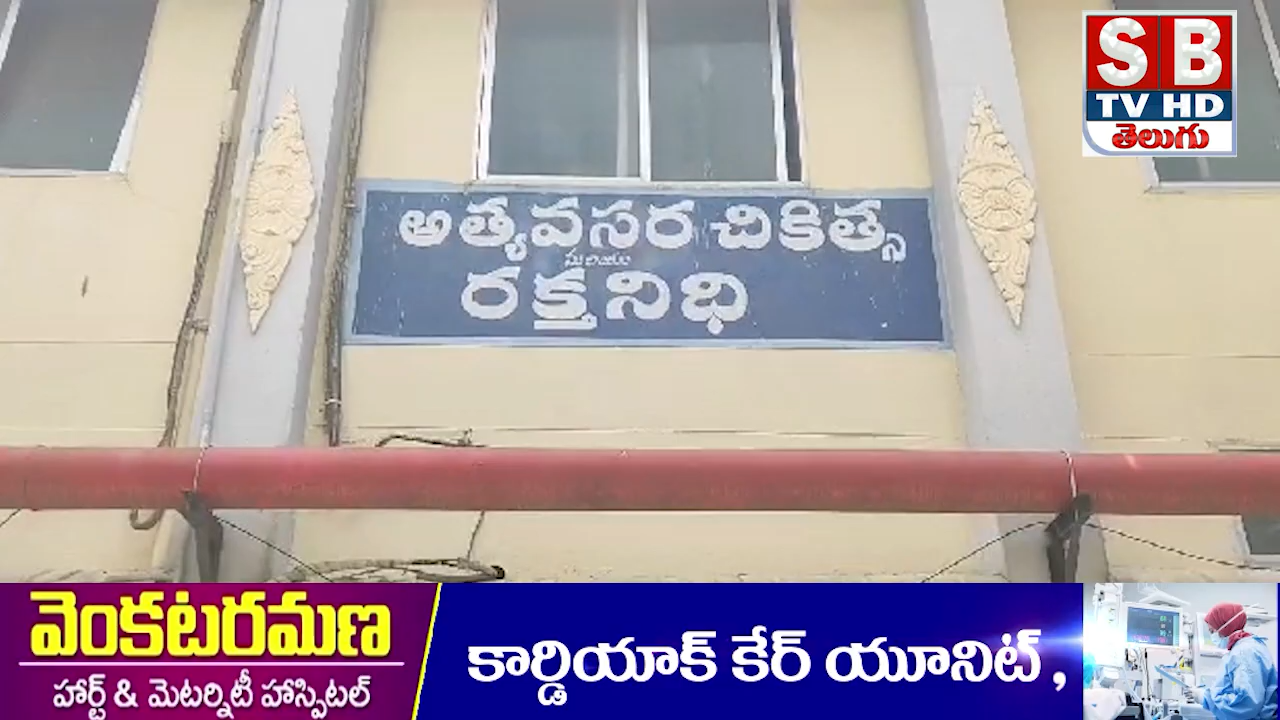 SB
TV HD
తెలుగు
అత్యవసర చికిత్స
మరియు
రక్తనిధి
వెంకటరమణ
హార్ట్ & మెటర్నిటీ హాస్పిటల్
కార్డియాక్ కేర్ యూనిట్,